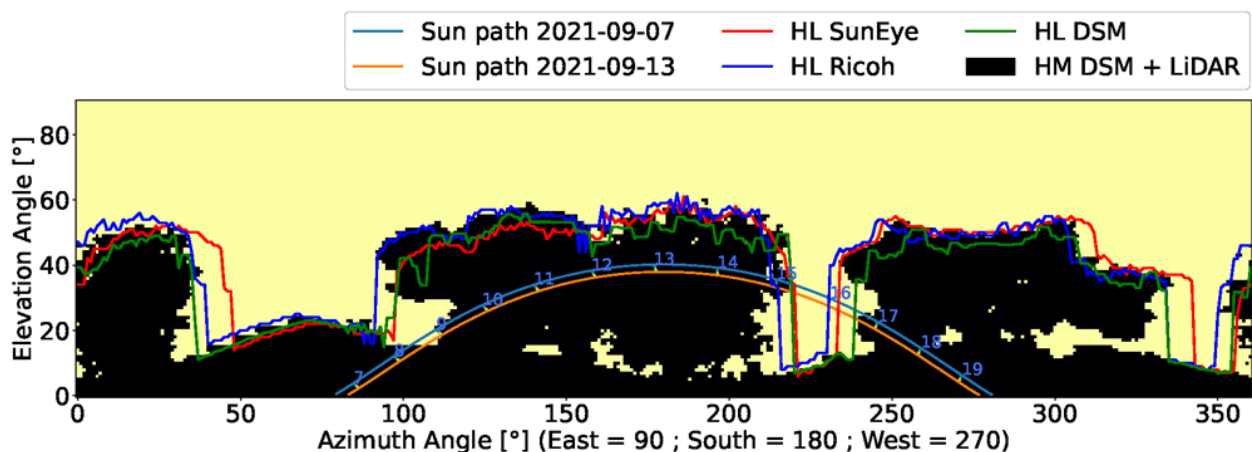 Sun path 2021-09-07 HL SunEye HL DSM
Sun path 2021-09-13 HL Ricoh HM DSM + LiDAR
Elevation Angle [°]
80
60
40
20
0
7 8 9 10 11 12 13 14 15 16 17 18 19
0 50 100 150 200 250 300 350
Azimuth Angle [°] (East = 90 ; South = 180 ; West = 270)